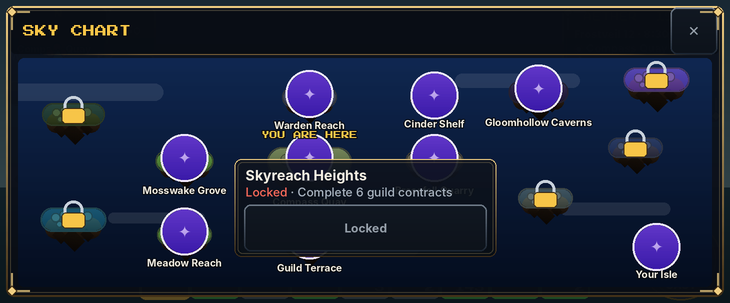 SKY CHART
×
Warden Reach
Cinder Shelf
Gloomhollow Caverns
YOU ARE HERE
Mosswake Grove
Skyreach Heights
Locked · Complete 6 guild contracts
Locked
Meadow Reach
Guild Terrace
Your Isle